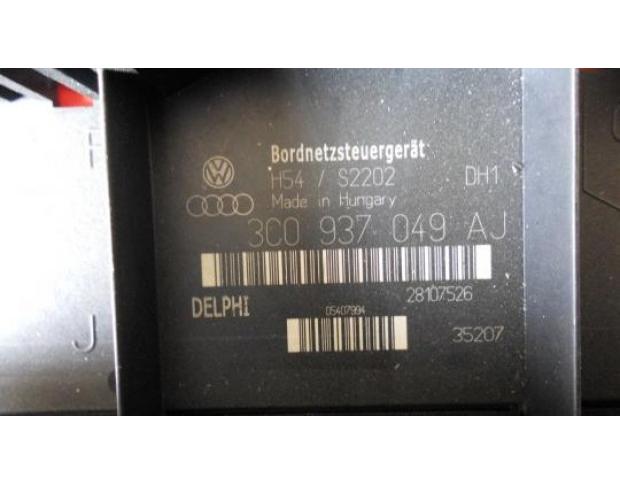 Bordnetzsteuergerät
H54 / S2202 DH1
Made in Hungary
3C0 937 049 AJ
28107526
DELPHI
05407994
35207
J